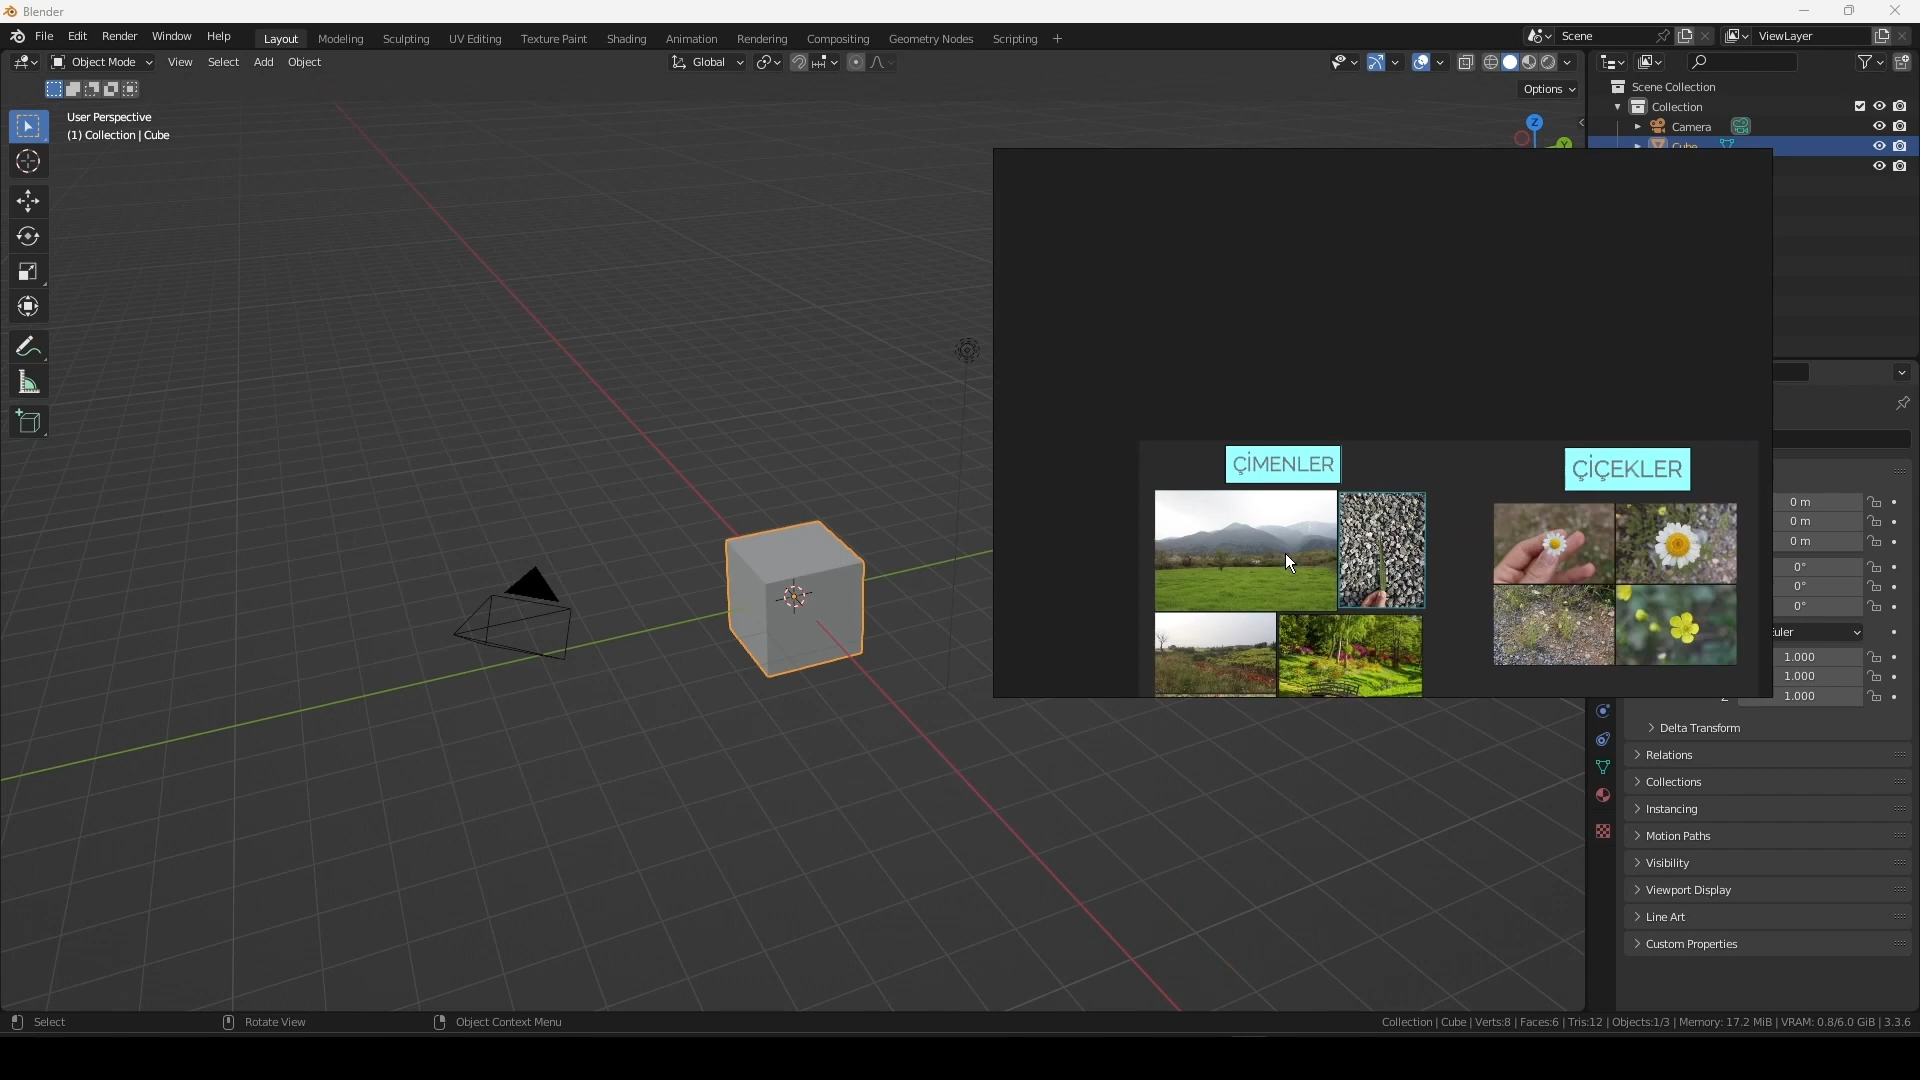 Blender
File Edit Render Window Help Layout Modeling Sculpting UV Editing Texture Paint Shading Animation Rendering Compositing Geometry Nodes Scripting Scene ViewLayer
Object Mode View Select Add Object Global
Options
User Perspective
(1) Collection | Cube
Z
Y
Scene Collection
Collection
Camera
Cube
ÇİMENLER
ÇİÇEKLER
0 m
0 m
0 m
0°
0°
0°
Euler
1.000
1.000
1.000
Delta Transform
Relations
Collections
Instancing
Motion Paths
Visibility
Viewport Display
Line Art
Custom Properties
Select Rotate View Object Context Menu Collection | Cube | Verts:8 | Faces:6 | Tris:12 | Objects:1/3 | Memory: 17.2 MiB | VRAM: 0.8/6.0 GiB | 3.3.6